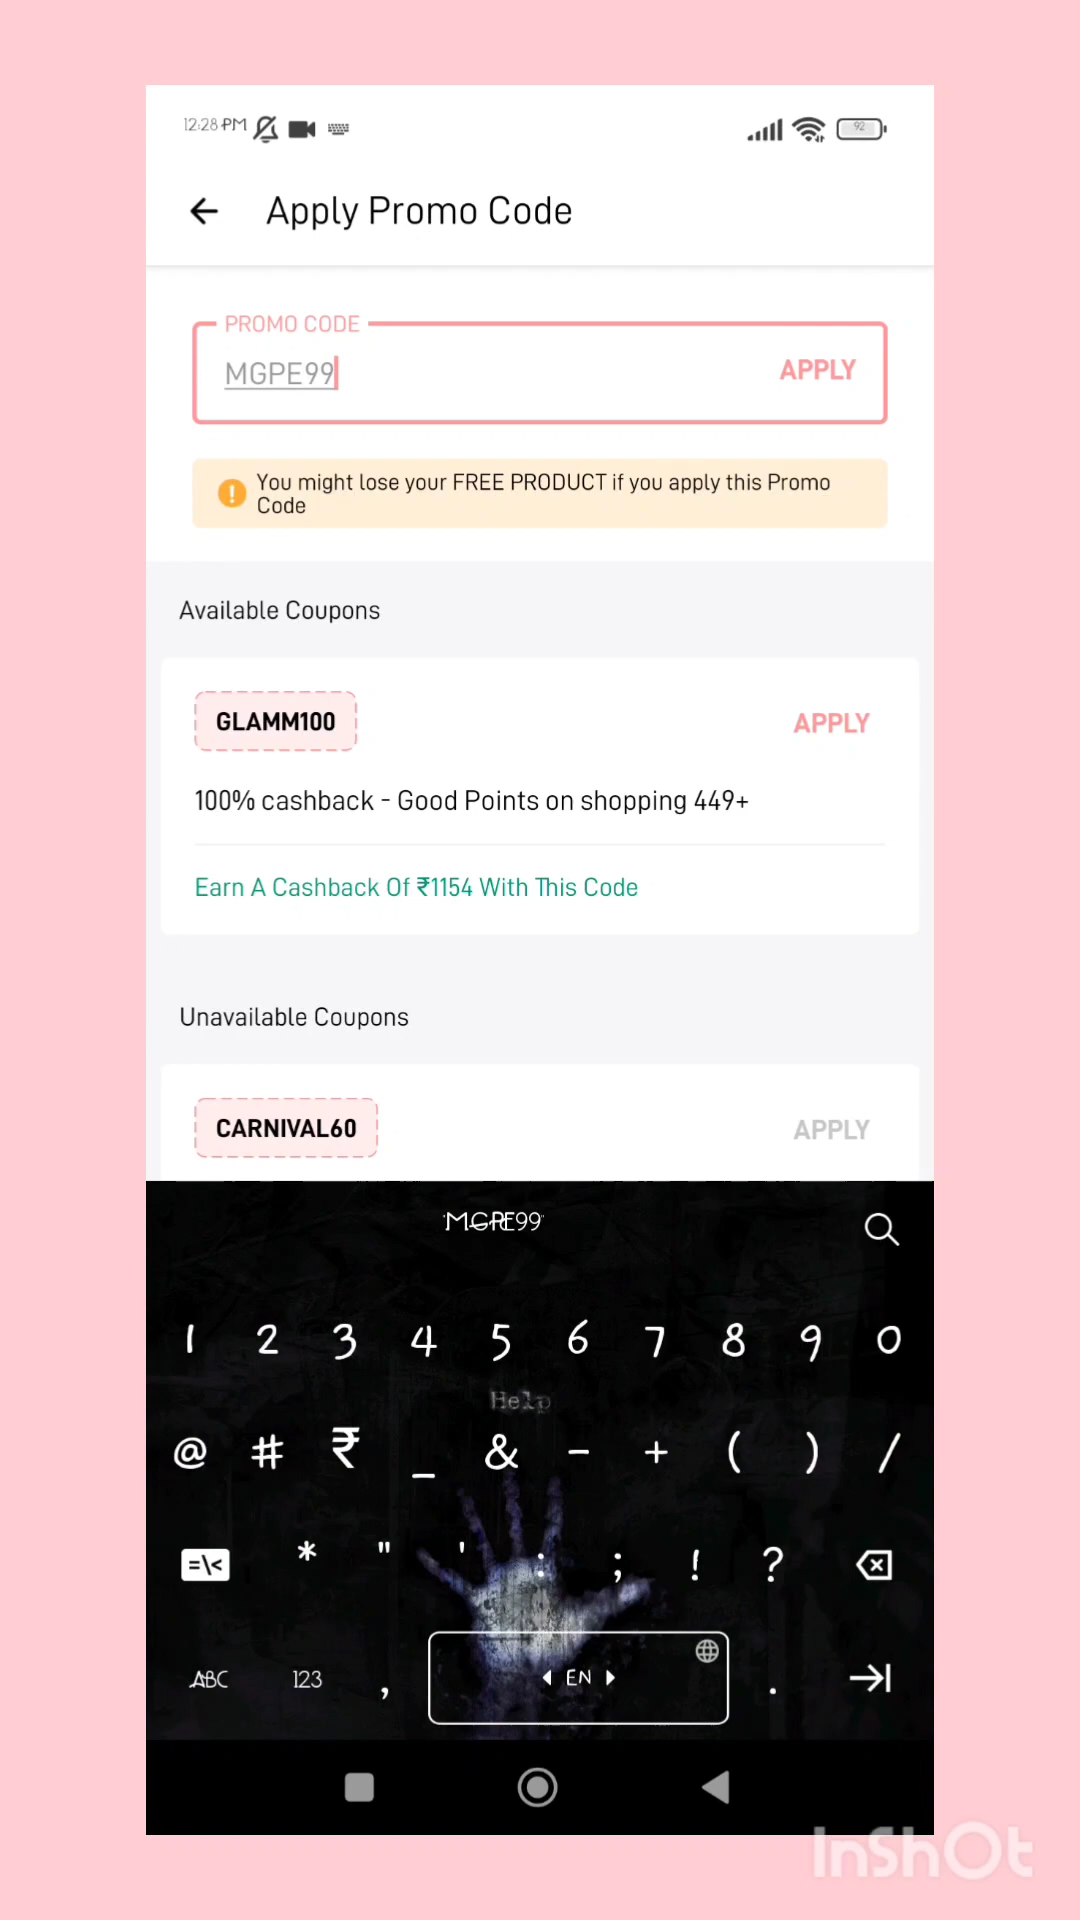 12:28 PM
92
Apply Promo Code
PROMO CODE
MGPE99
APPLY
You might lose your FREE PRODUCT if you apply this Promo
Code
Available Coupons
GLAMM100
APPLY
100% cashback - Good Points on shopping 449+
Earn A Cashback Of ₹1154 With This Code
Unavailable Coupons
CARNIVAL60
APPLY
"MGPE99"
1 2 3 4 5 6 7 8 9 0
Help
@ # ₹ _ & - + ( ) /
=\< * " ' : ; ! ?
ABC 123 , EN .
InShOt